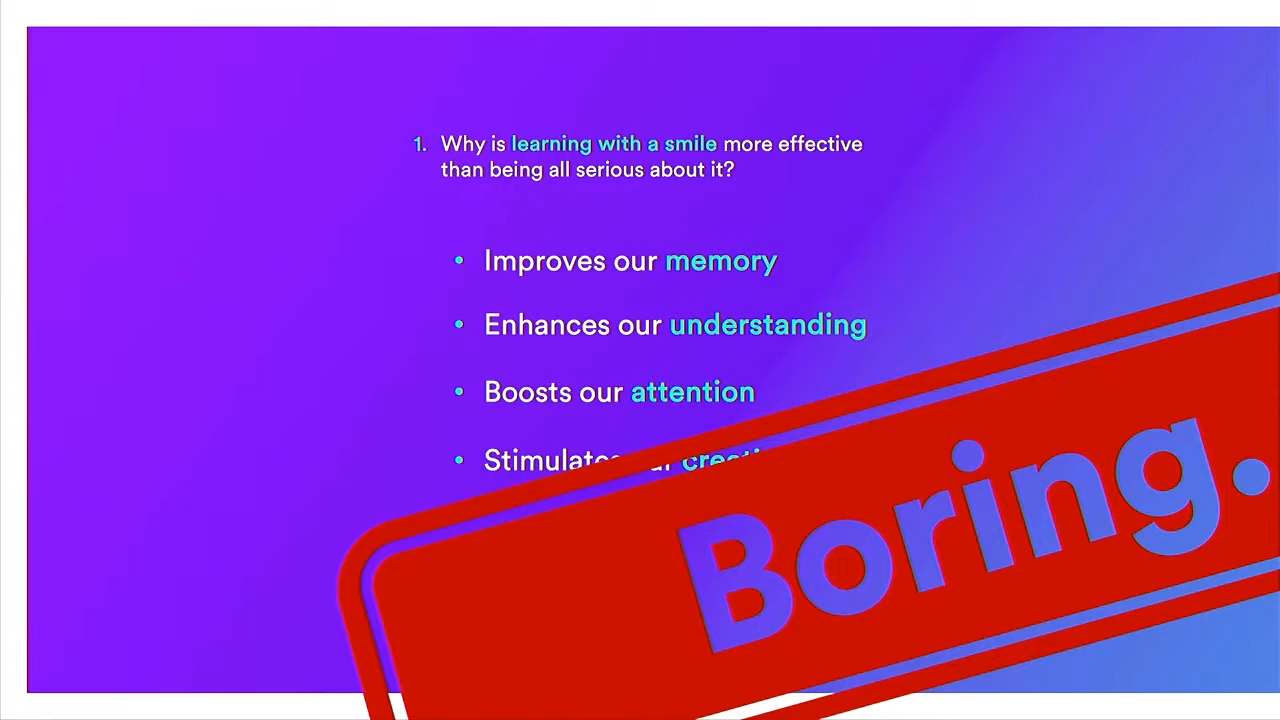 1. Why is learning with a smile more effective
than being all serious about it?
• Improves our memory
• Enhances our understanding
• Boosts our attention
• Stimulates our
Boring.